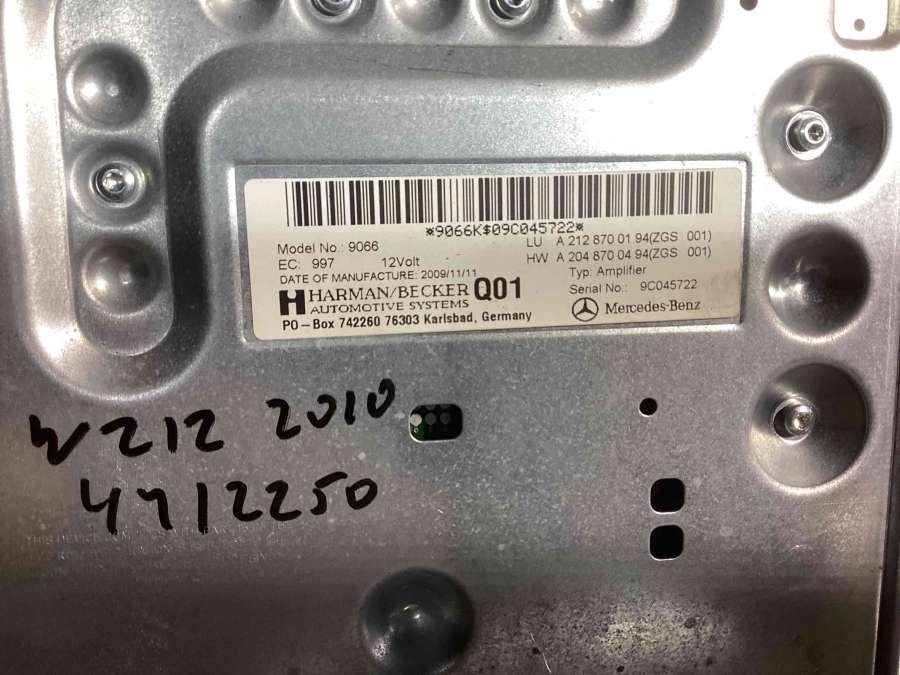 *9066K$09C045722*
Model No.: 9066
LU A 212 870 01 94(ZGS 001)
EC: 997 12Volt
HW A 204 870 04 94(ZGS 001)
DATE OF MANUFACTURE: 2009/11/11
Typ: Amplifier
HARMAN/BECKER Q01
AUTOMOTIVE SYSTEMS
Serial No.: 9C045722
PO-Box 742260 76303 Karlsbad, Germany
Mercedes-Benz
W212 2010
THIS DEVICE